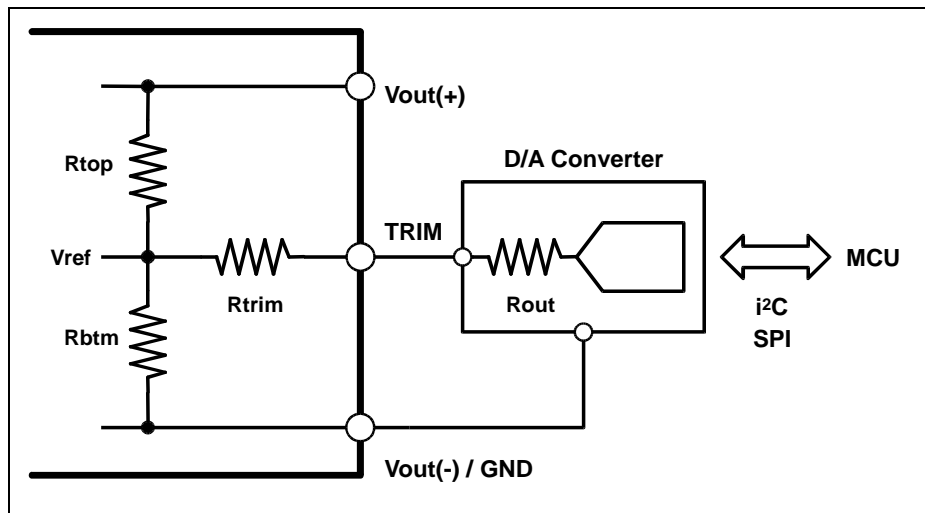 Vout(+)
Rtop
D/A Converter
TRIM
Vref
MCU
Rtrim
Rout
i²C
Rbtm
SPI
Vout(-) / GND